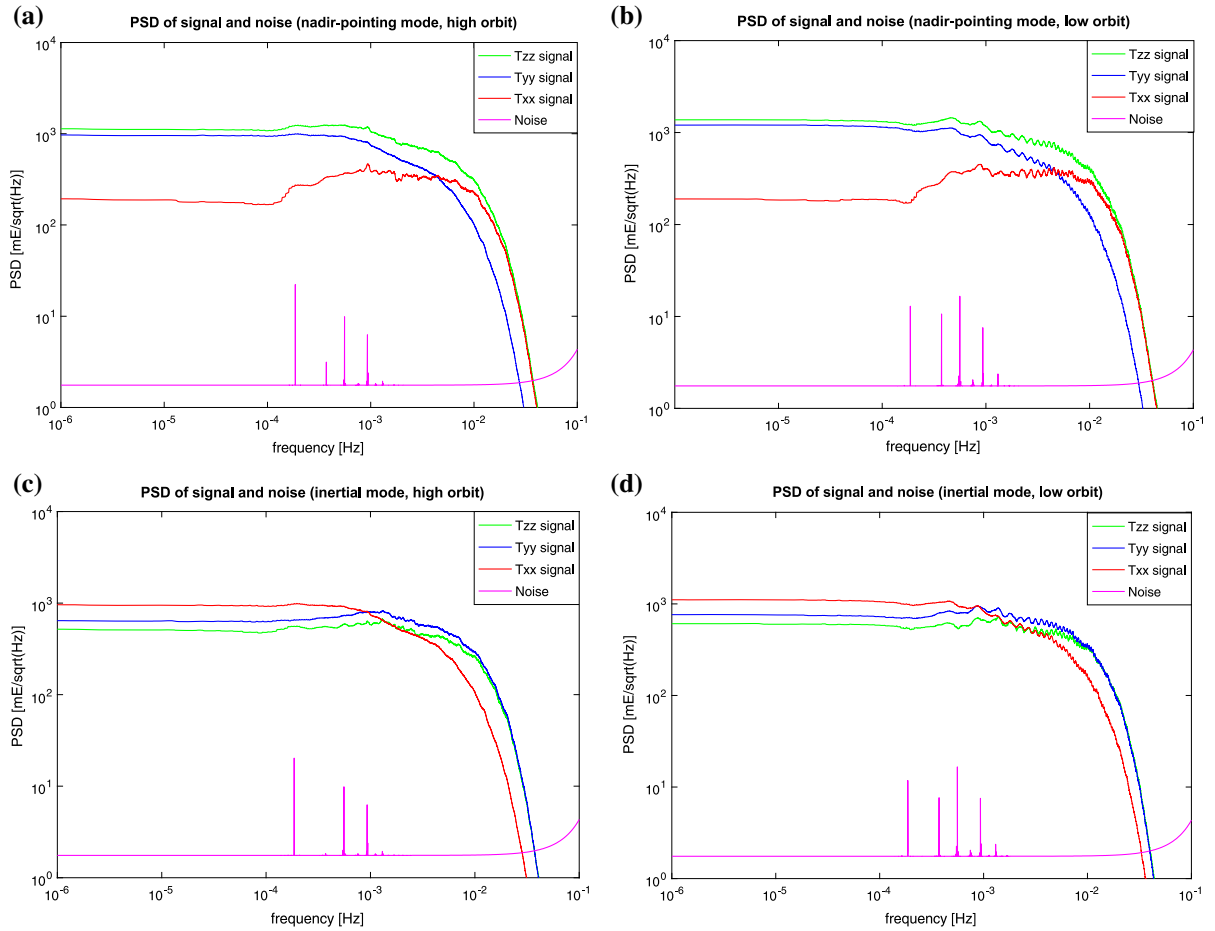 (a)
PSD of signal and noise (nadir-pointing mode, high orbit)
Tzz signal
Tyy signal
Txx signal
Noise
PSD [mE/sqrt(Hz)]
10^4
10^3
10^2
10^1
10^0
10^-6
10^-5
10^-4
10^-3
10^-2
10^-1
frequency [Hz]
(b)
PSD of signal and noise (nadir-pointing mode, low orbit)
Tzz signal
Tyy signal
Txx signal
Noise
PSD [mE/sqrt(Hz)]
10^4
10^3
10^2
10^1
10^0
10^-5
10^-4
10^-3
10^-2
10^-1
frequency [Hz]
(c)
PSD of signal and noise (inertial mode, high orbit)
Tzz signal
Tyy signal
Txx signal
Noise
PSD [mE/sqrt(Hz)]
10^4
10^3
10^2
10^1
10^0
10^-6
10^-5
10^-4
10^-3
10^-2
10^-1
frequency [Hz]
(d)
PSD of signal and noise (inertial mode, low orbit)
Tzz signal
Tyy signal
Txx signal
Noise
PSD [mE/sqrt(Hz)]
10^4
10^3
10^2
10^1
10^0
10^-6
10^-5
10^-4
10^-3
10^-2
10^-1
frequency [Hz]